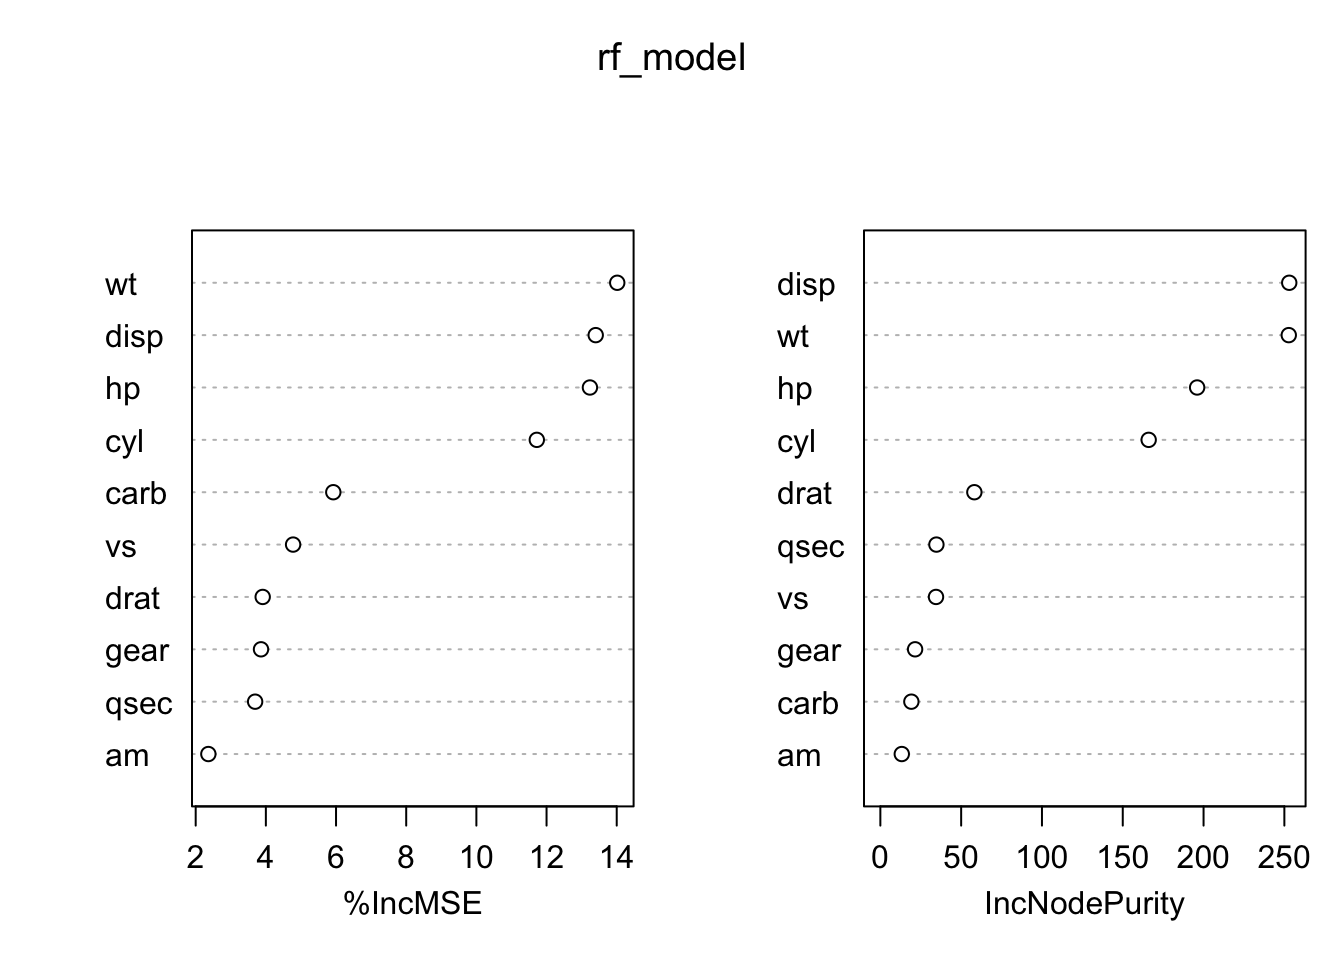 rf_model
wt
disp
hp
cyl
carb
vs
drat
gear
qsec
am
2 4 6 8 10 12 14
%IncMSE
disp
wt
hp
cyl
drat
qsec
vs
gear
carb
am
0 50 100 150 200 250
IncNodePurity